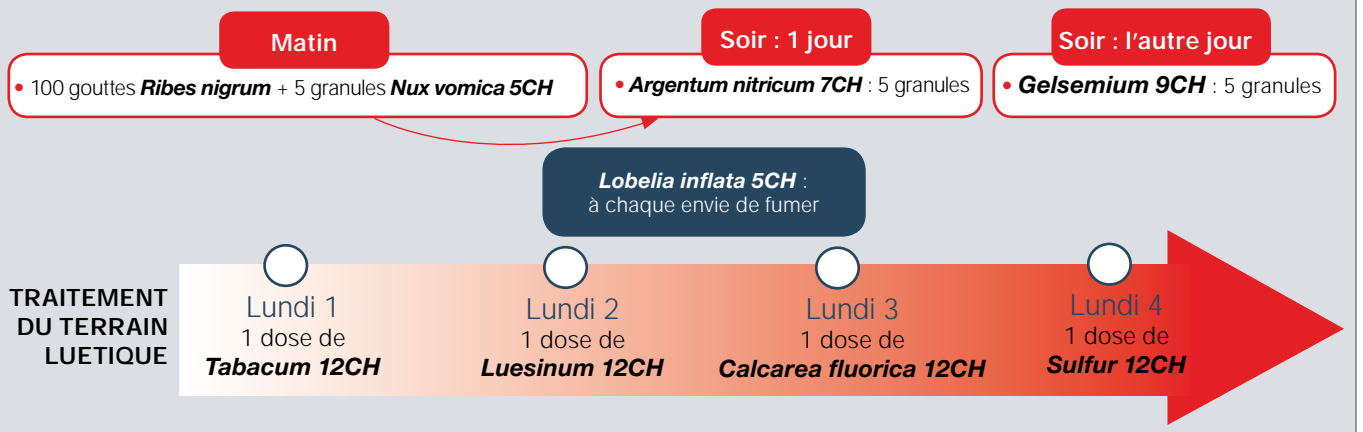 Matin
• 100 gouttes Ribes nigrum + 5 granules Nux vomica 5CH
Soir : 1 jour
• Argentum nitricum 7CH : 5 granules
Soir : l'autre jour
• Gelsemium 9CH : 5 granules
Lobelia inflata 5CH :
à chaque envie de fumer
TRAITEMENT
DU TERRAIN
LUETIQUE
Lundi 1
1 dose de
Tabacum 12CH
Lundi 2
1 dose de
Luesinum 12CH
Lundi 3
1 dose de
Calcarea fluorica 12CH
Lundi 4
1 dose de
Sulfur 12CH